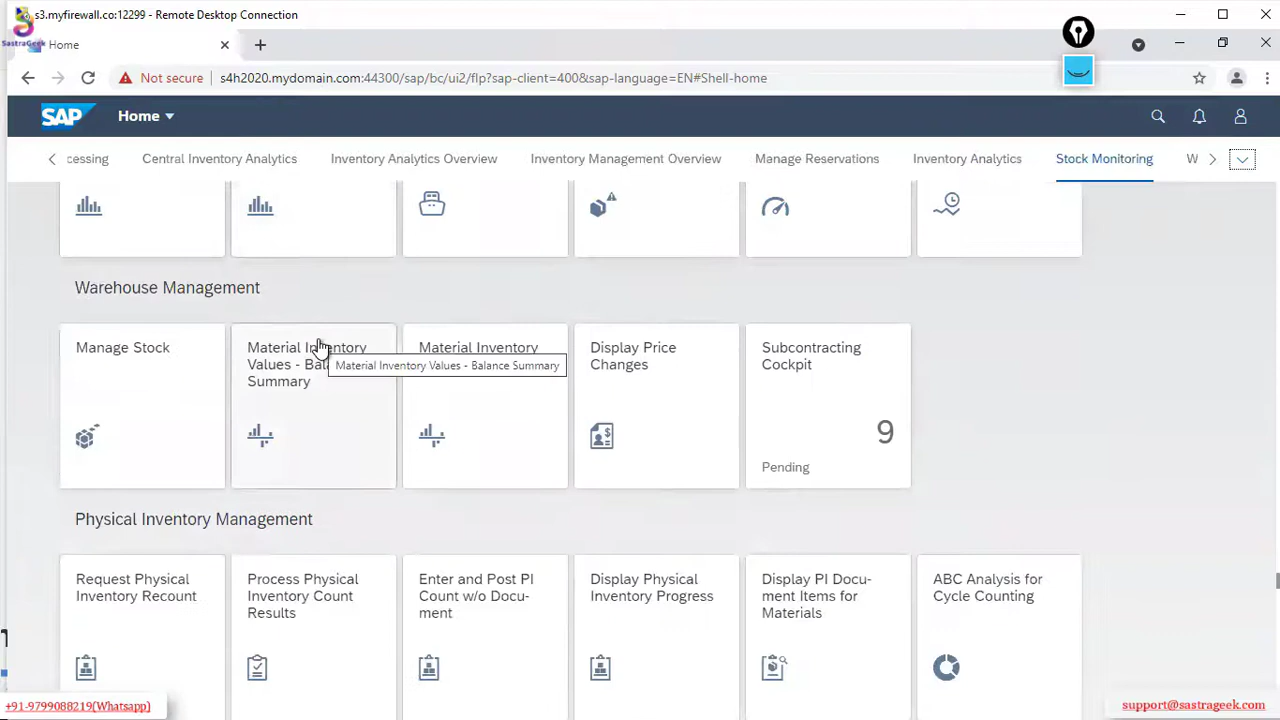 s3.myfirewall.co:12299 - Remote Desktop Connection
SastraGeek
Home
Not secure s4h2020.mydomain.com:44300/sap/bc/ui2/flp?sap-client=400&sap-language=EN#Shell-home
SAP Home
cessing Central Inventory Analytics Inventory Analytics Overview Inventory Management Overview Manage Reservations Inventory Analytics Stock Monitoring W
Warehouse Management
Manage Stock
Material Inventory
Values - Bala
Summary
Material Inventory Values - Balance Summary
Material Inventory
Display Price
Changes
Subcontracting
Cockpit
9
Pending
Physical Inventory Management
Request Physical
Inventory Recount
Process Physical
Inventory Count
Results
Enter and Post PI
Count w/o Docu-
ment
Display Physical
Inventory Progress
Display PI Docu-
ment Items for
Materials
ABC Analysis for
Cycle Counting
+91-9799088219(Whatsapp)
support@sastrageek.com